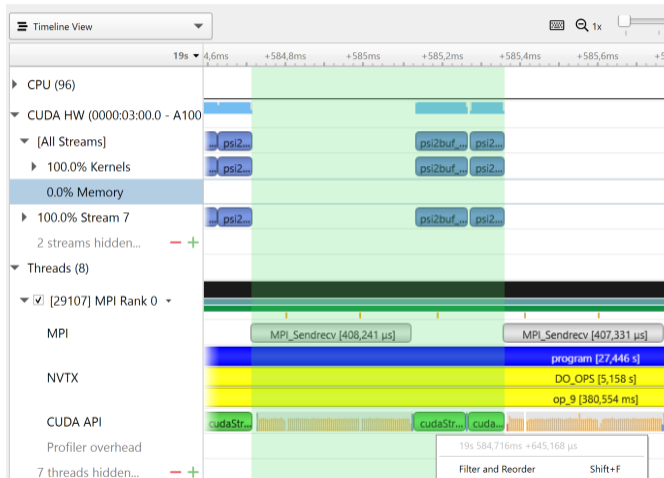 Timeline View
1x
19s
4,6ms +584,8ms +585ms +585,2ms +585,4ms +585,6ms
CPU (96)
CUDA HW (0000:03:00.0 - A100
[All Streams]
psi2... psi2buf_... psi2...
100.0% Kernels
psi2... psi2buf_... psi2...
0.0% Memory
100.0% Stream 7
psi2... psi2buf_... psi2...
2 streams hidden...
Threads (8)
[29107] MPI Rank 0
MPI
MPI_Sendrecv [408,241 µs] MPI_Sendrecv [407,331 µs]
program [27,446 s]
NVTX
DO_OPS [5,158 s]
op_9 [380,554 ms]
CUDA API
cudaStr... cudaStr... cuda...
Profiler overhead
19s 584,716ms +645,168 µs
7 threads hidden...
Filter and Reorder Shift+F